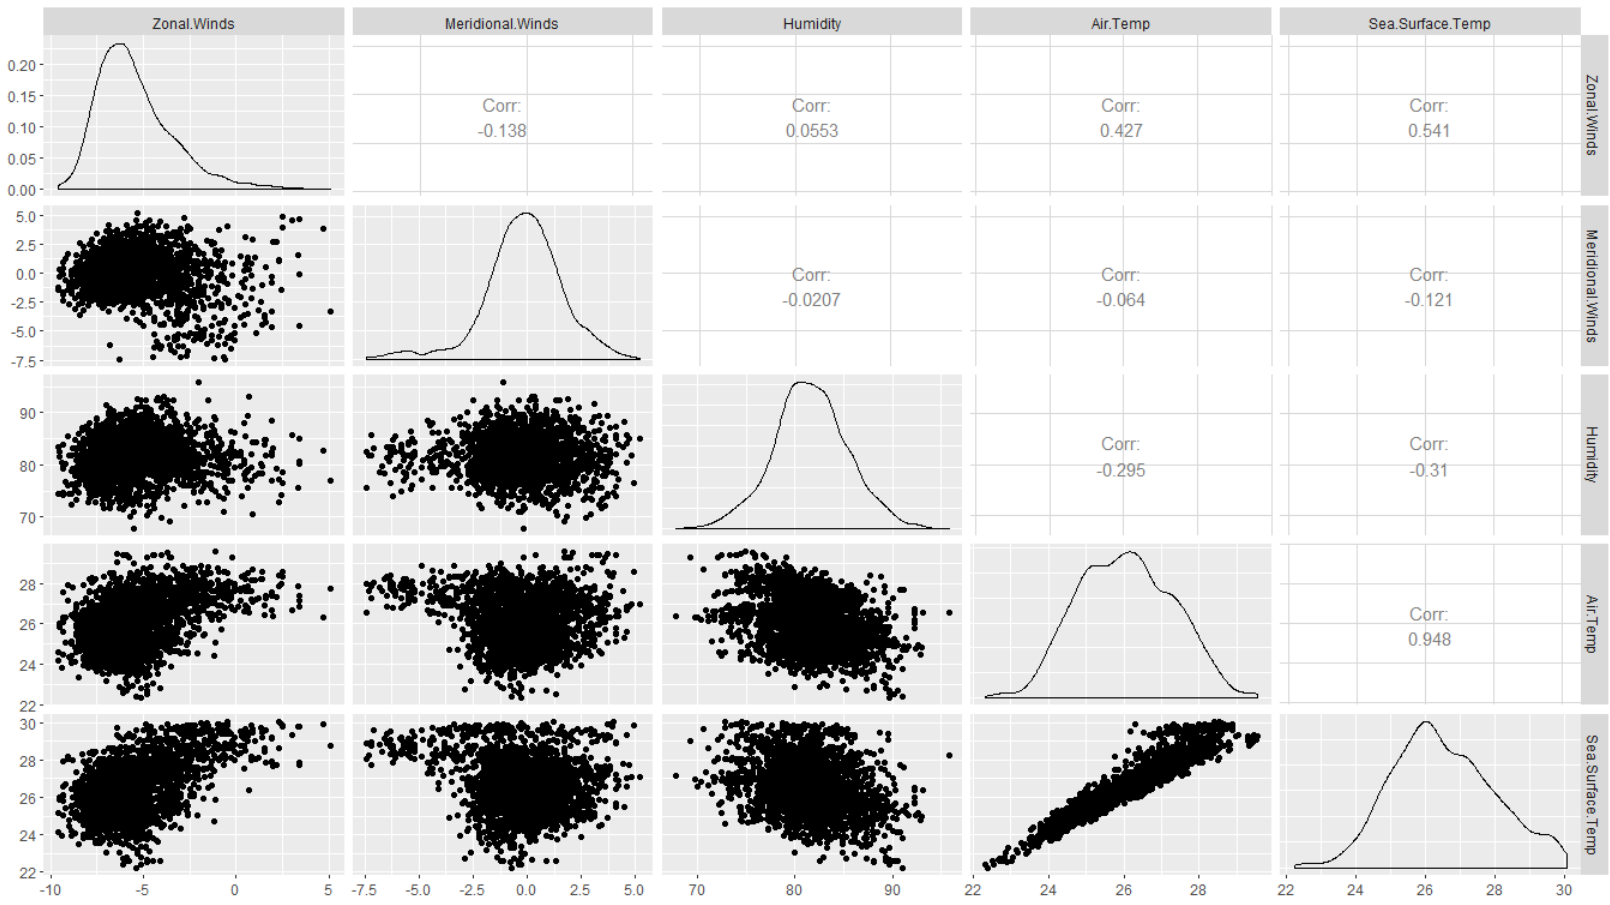 Zonal.Winds Meridional.Winds Humidity Air.Temp Sea.Surface.Temp
0.20
0.15
0.10
0.05
0.00
Corr:
-0.138
Corr:
0.0553
Corr:
0.427
Corr:
0.541
Zonal.Winds
5.0
2.5
0.0
-2.5
-5.0
-7.5
Corr:
-0.0207
Corr:
-0.064
Corr:
-0.121
Meridional.Winds
90
80
70
Corr:
-0.295
Corr:
-0.31
Humidity
28
26
24
22
Corr:
0.948
Air.Temp
30
28
26
24
22
Sea.Surface.Temp
-10 -5 0 5 -7.5 -5.0 -2.5 0.0 2.5 5.0 70 80 90 22 24 26 28 22 24 26 28 30